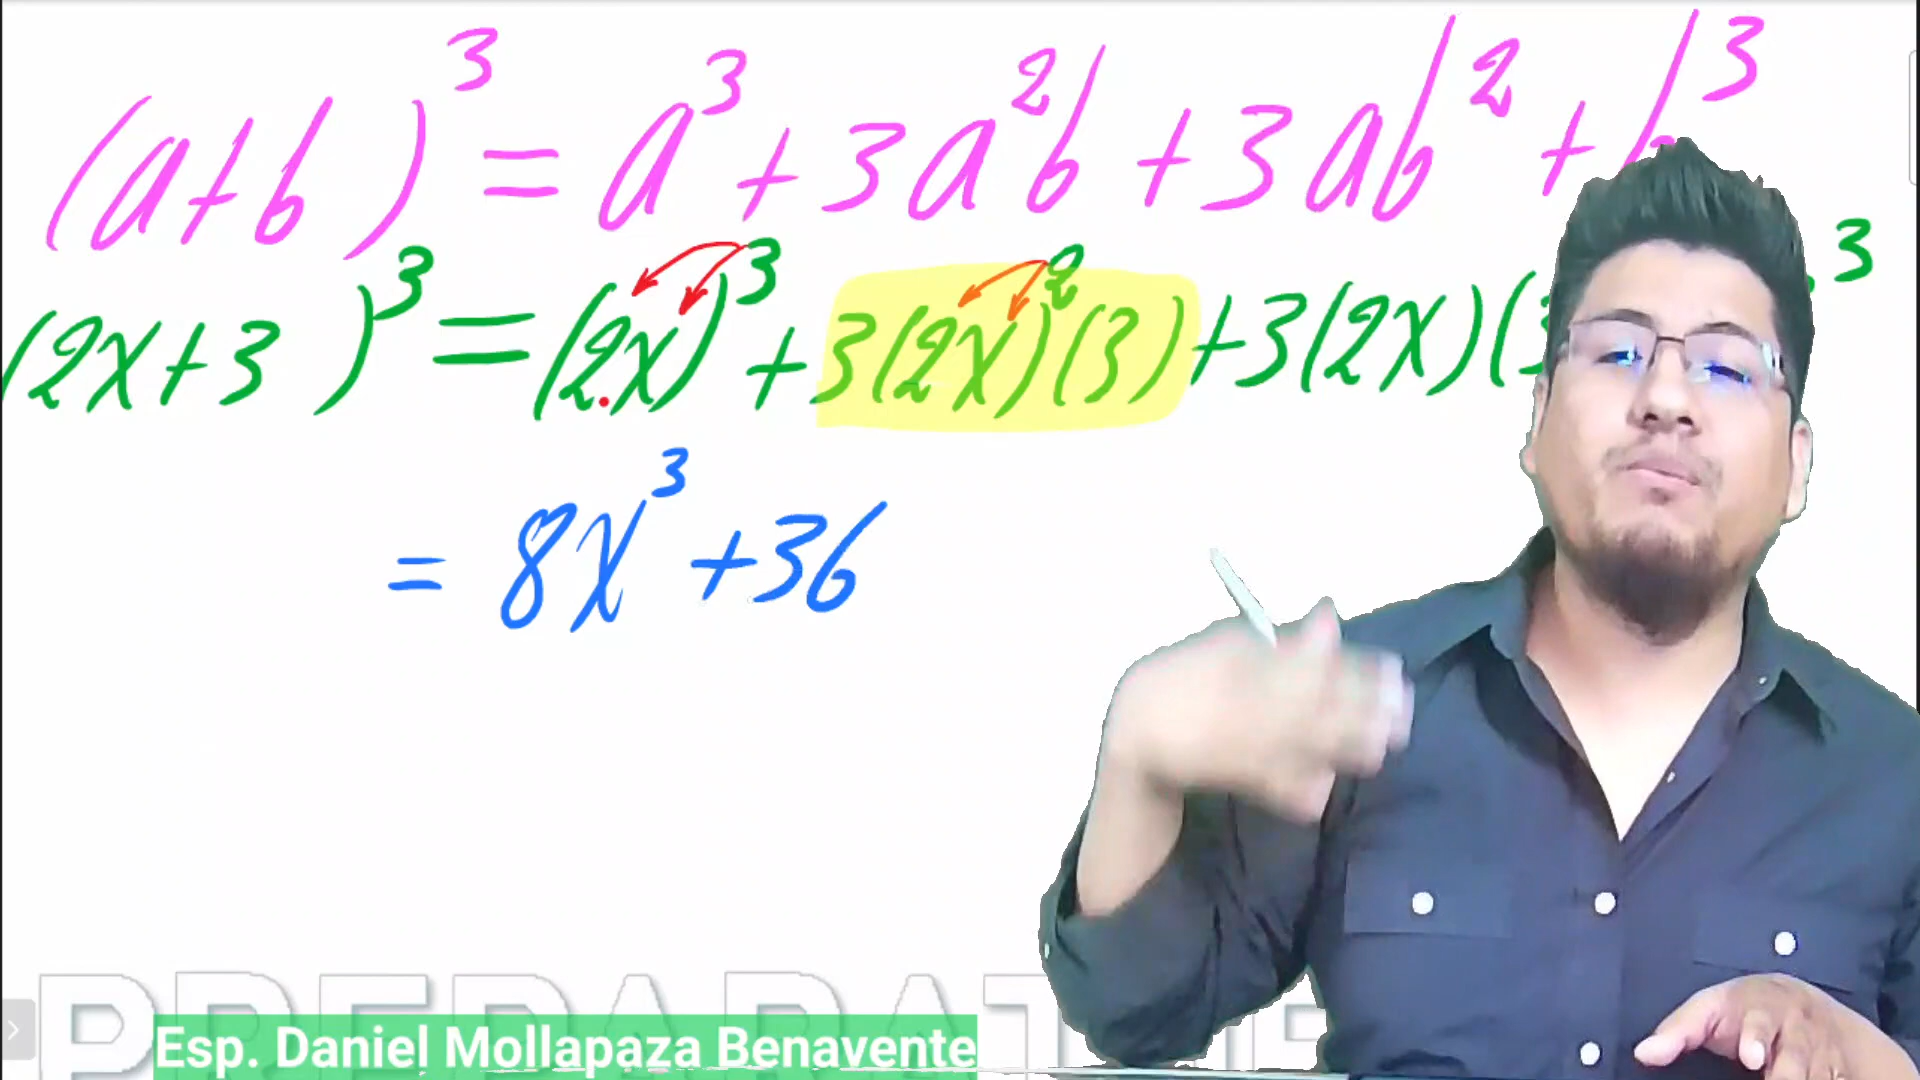 (a+b)³ = a³ + 3a²b + 3ab² + b³
(2x+3)³ = (2x)³ + 3(2x)²(3) + 3(2x)(3 ³
= 8x³ + 36
Esp. Daniel Mollapaza Benavente